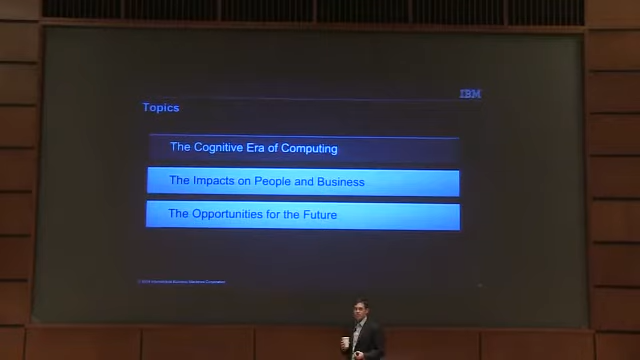 IBM
Topics
The Cognitive Era of Computing
The Impacts on People and Business
The Opportunities for the Future